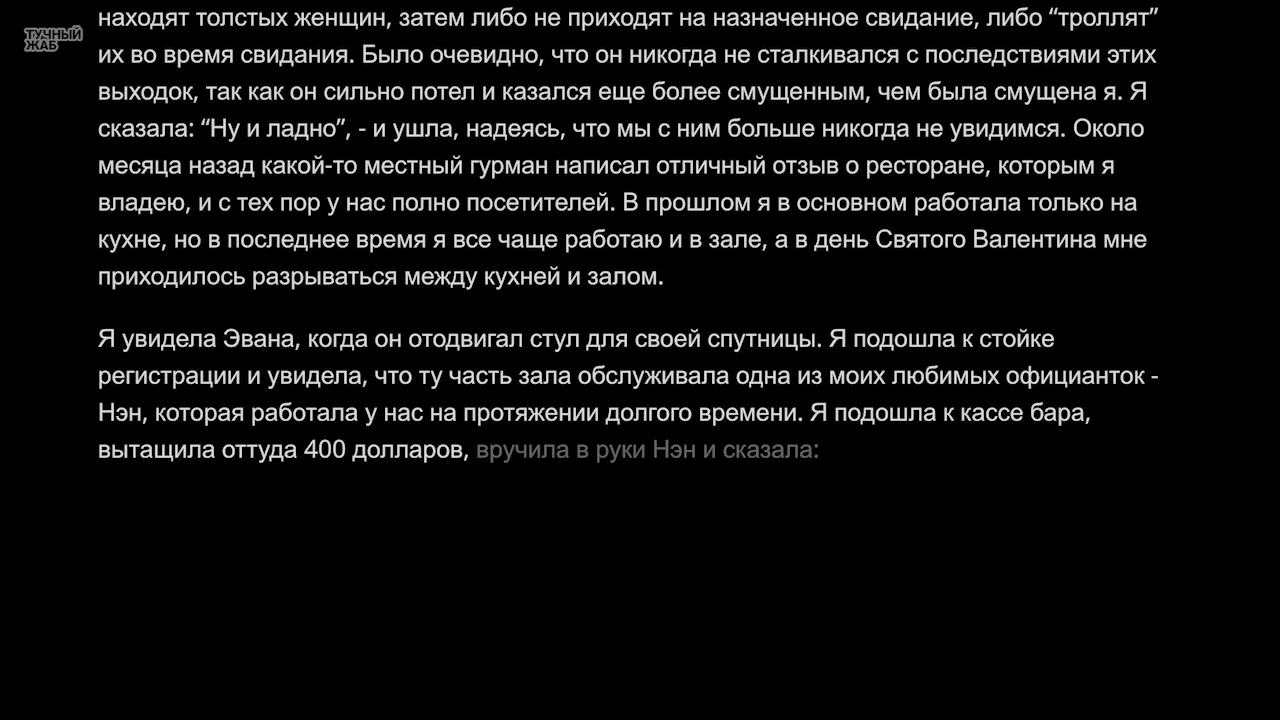 ТУЧНЫЙ
ЖАБ
находят толстых женщин, затем либо не приходят на назначенное свидание, либо “троллят”
их во время свидания. Было очевидно, что он никогда не сталкивался с последствиями этих
выходок, так как он сильно потел и казался еще более смущенным, чем была смущена я. Я
сказала: “Ну и ладно”, - и ушла, надеясь, что мы с ним больше никогда не увидимся. Около
месяца назад какой-то местный гурман написал отличный отзыв о ресторане, которым я
владею, и с тех пор у нас полно посетителей. В прошлом я в основном работала только на
кухне, но в последнее время я все чаще работаю и в зале, а в день Святого Валентина мне
приходилось разрываться между кухней и залом.
Я увидела Эвана, когда он отодвигал стул для своей спутницы. Я подошла к стойке
регистрации и увидела, что ту часть зала обслуживала одна из моих любимых официанток -
Нэн, которая работала у нас на протяжении долгого времени. Я подошла к кассе бара,
вытащила оттуда 400 долларов, вручила в руки Нэн и сказала: